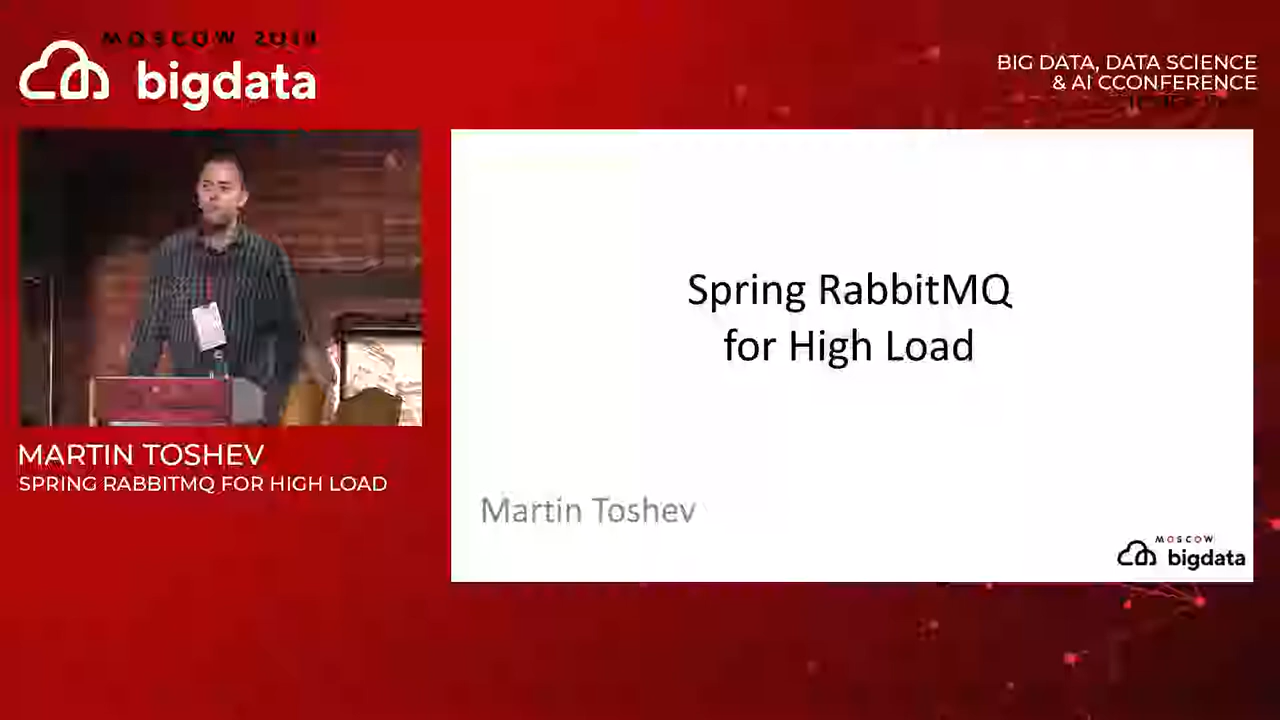 MOSCOW 2019
bigdata
BIG DATA, DATA SCIENCE
& AI CCONFERENCE
Spring RabbitMQ
for High Load
Martin Toshev
MOSCOW
bigdata
MARTIN TOSHEV
SPRING RABBITMQ FOR HIGH LOAD